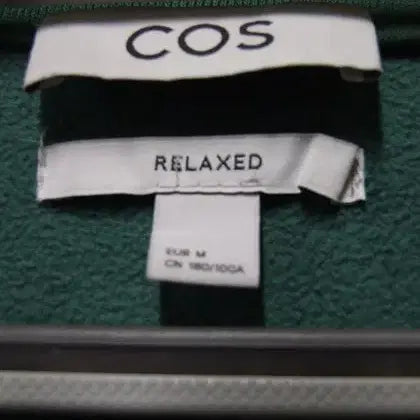 COS
RELAXED
EUR M
CN 180/100A